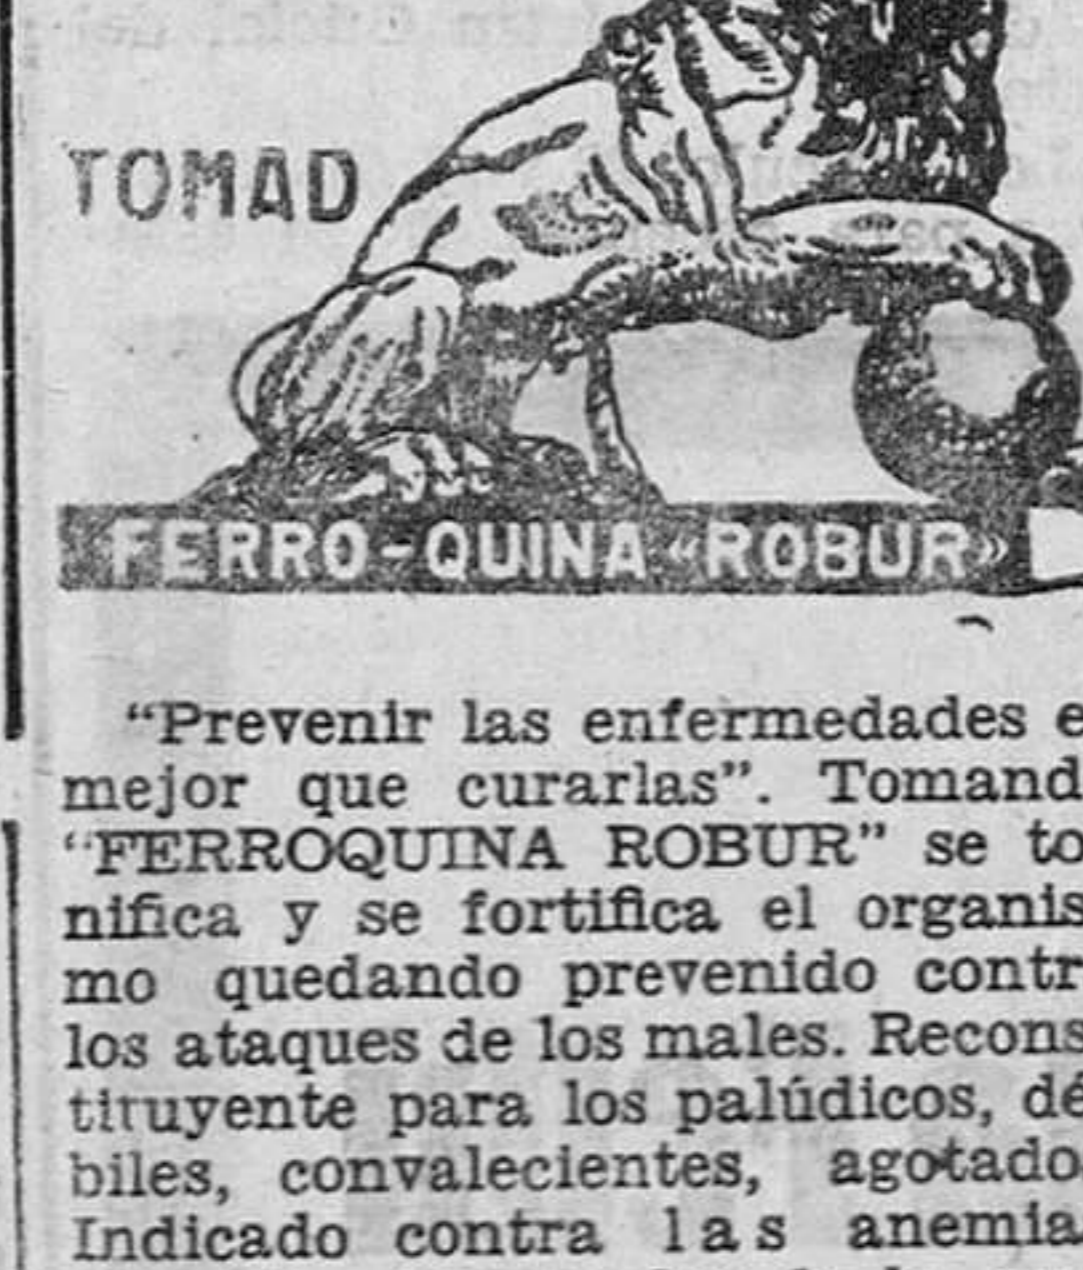 TOMAD
FERRO-QUINA «ROBUR»
“Prevenir las enfermedades e
mejor que curarlas”. Tomand
“FERROQUINA ROBUR” se to
nifica y se fortifica el organis
mo quedando prevenido contr
los ataques de los males. Recons
tituyente para los palúdicos, dé
biles, convalecientes, agotado
Indicado contra las anemia